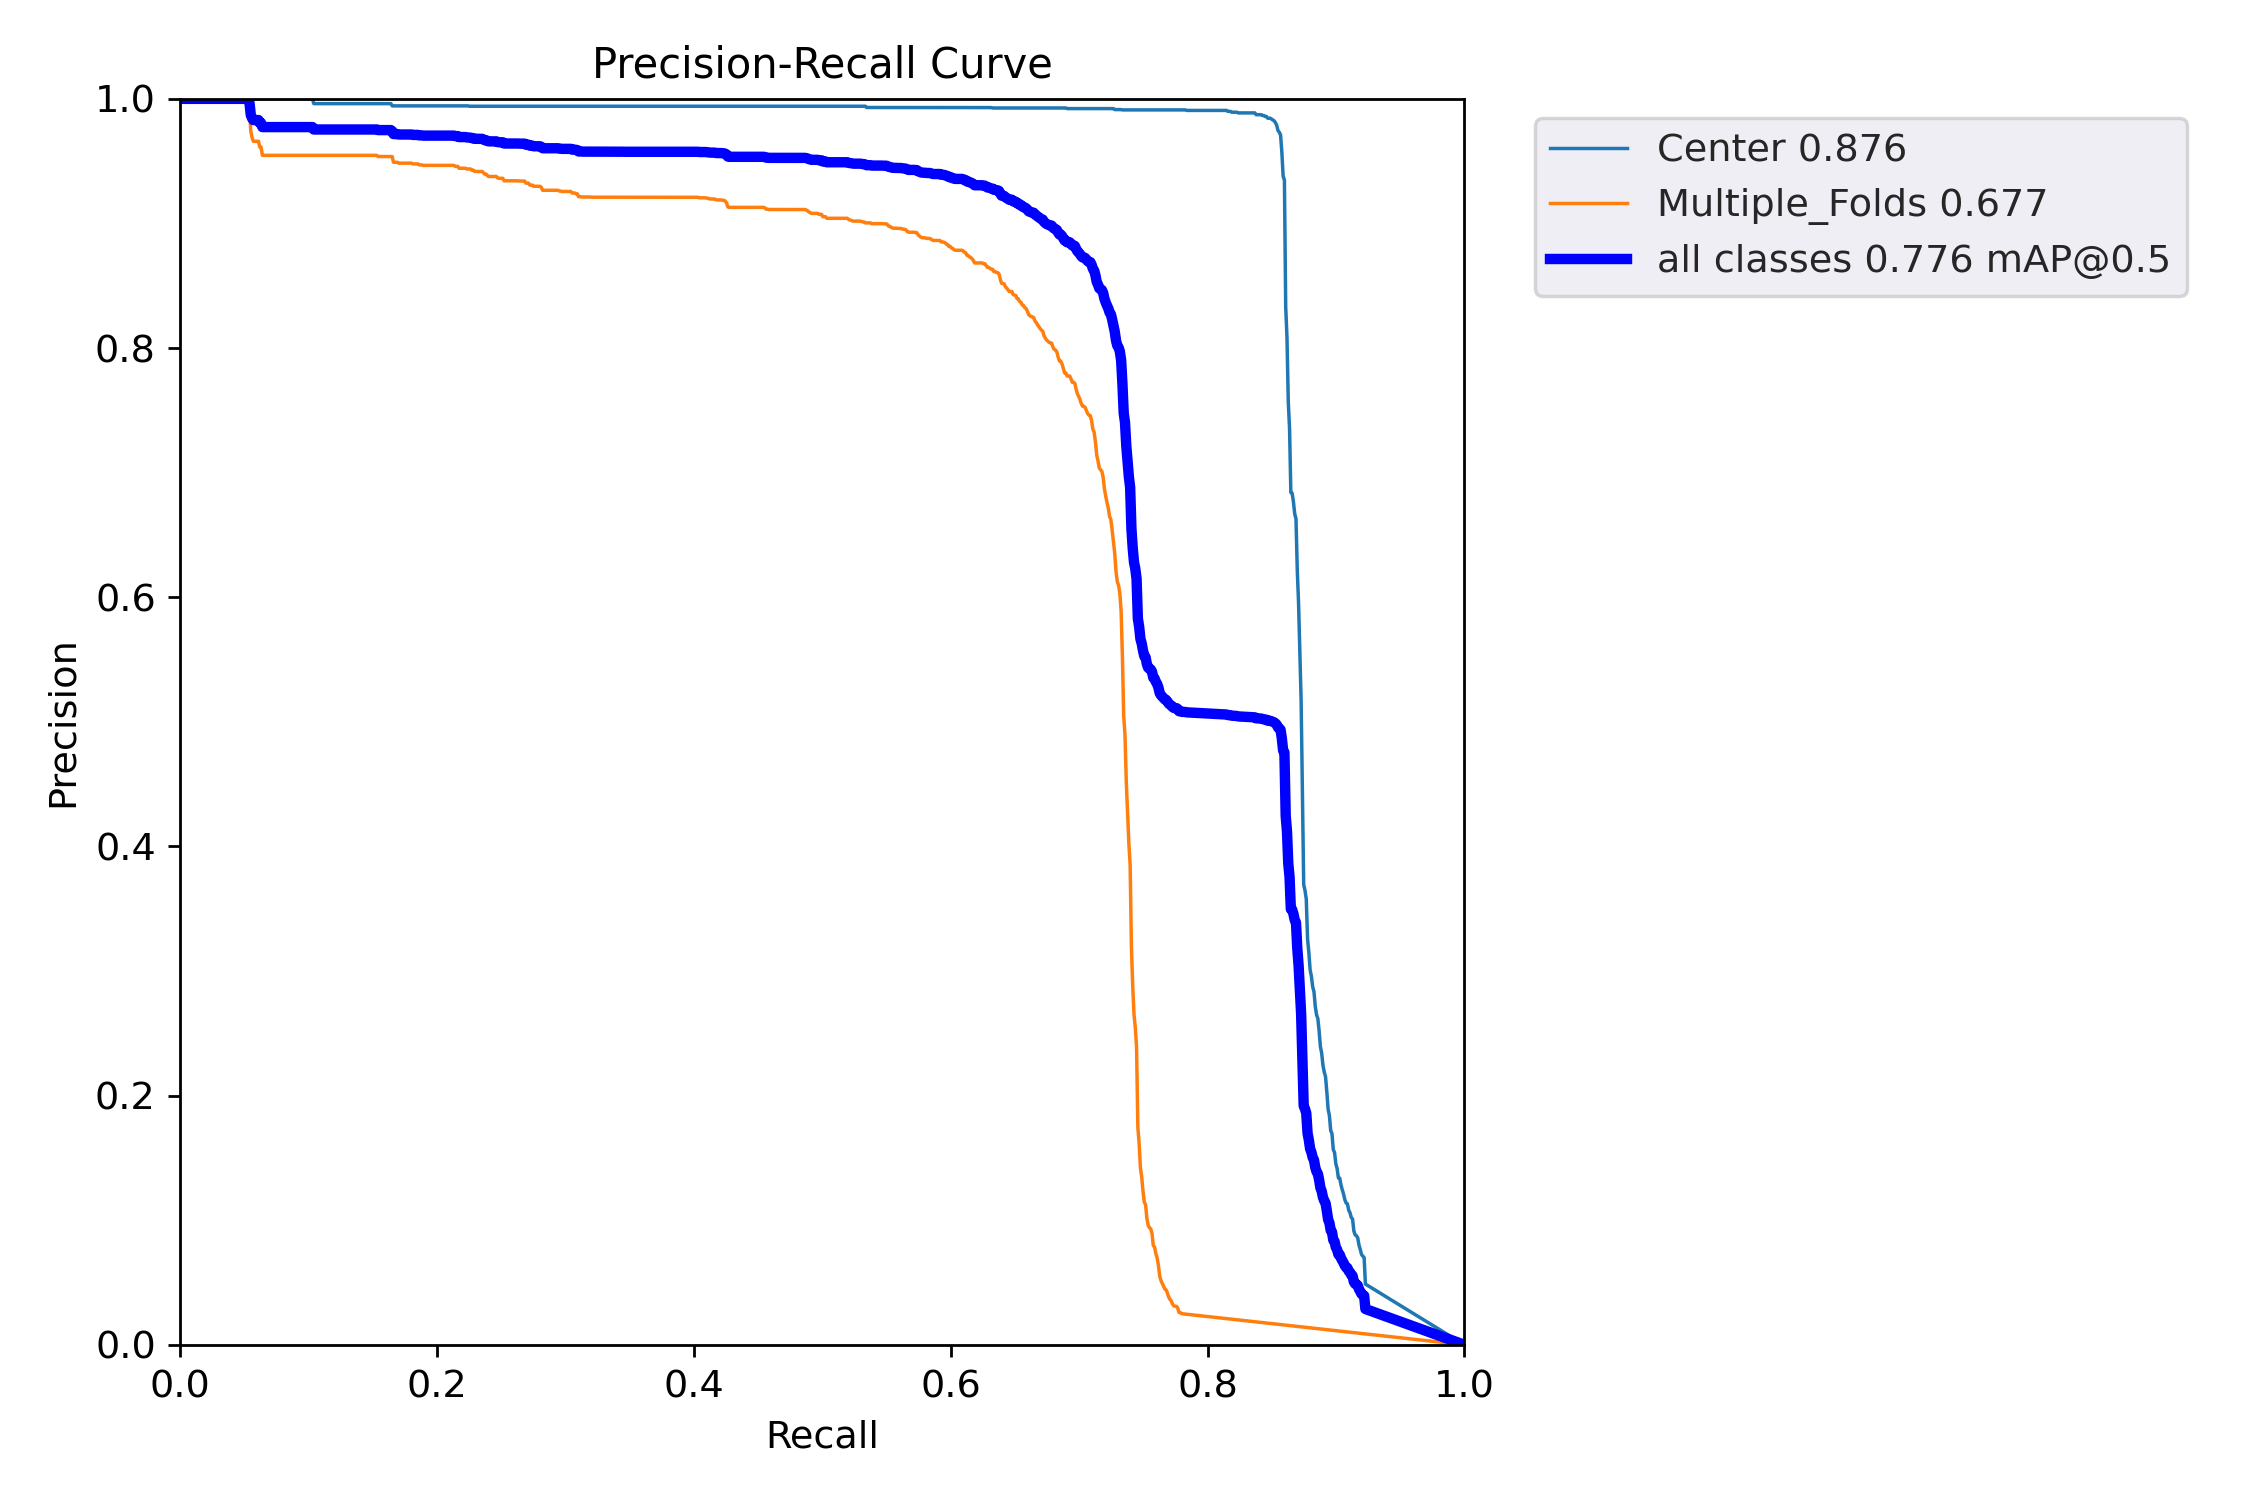 Precision-Recall Curve
1.0
0.8
0.6
0.4
0.2
0.0
Precision
0.0 0.2 0.4 0.6 0.8 1.0
Recall
Center 0.876
Multiple_Folds 0.677
all classes 0.776 mAP@0.5